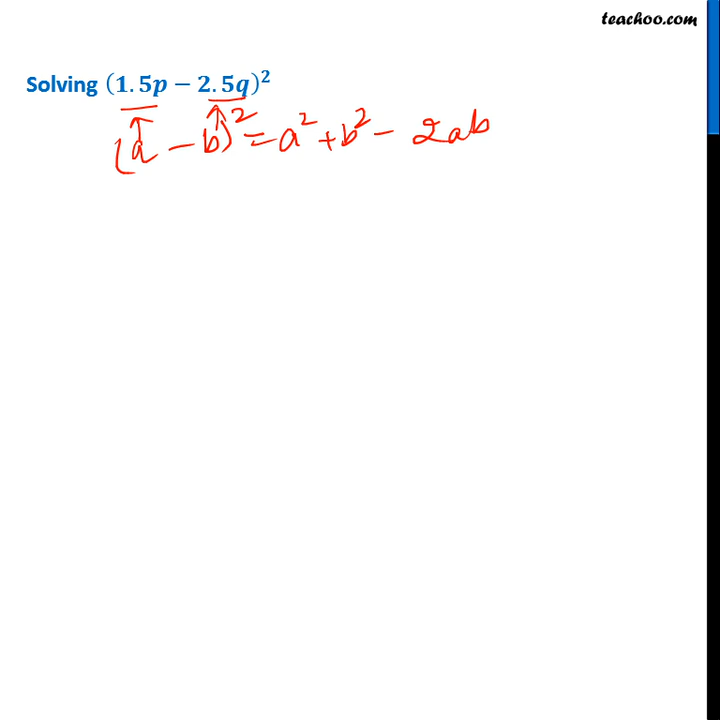 teachoo.com
Solving (1.5p − 2.5q)²
(a − b)² = a² + b² − 2ab